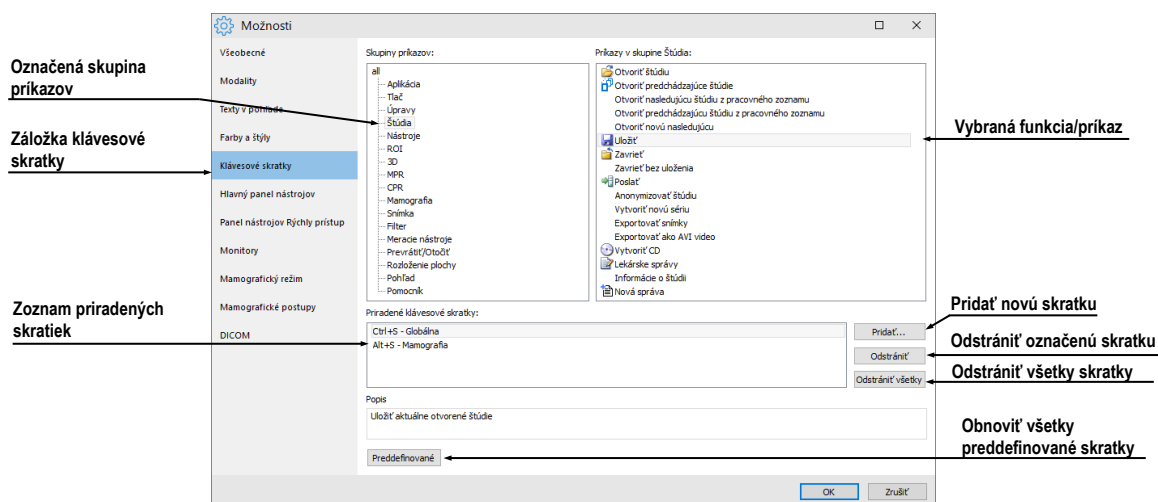 Možnosti
Označená skupina
príkazov
Záložka klávesové
skratky
Zoznam priradených
skratiek
Všeobecné
Modality
Texty v pohľade
Farby a štýly
Klávesové skratky
Hlavný panel nástrojov
Panel nástrojov Rýchly prístup
Monitory
Mamografický režim
Mamografické postupy
DICOM
Skupiny príkazov:
all
Aplikácia
Tlač
Úpravy
Štúdia
Nástroje
ROI
3D
MPR
CPR
Mamografia
Snímka
Filter
Meracie nástroje
Prevrátiť/Otočiť
Rozloženie plochy
Pohľad
Pomocník
Príkazy v skupine Štúdia:
Otvoriť štúdiu
Otvoriť predchádzajúce štúdie
Otvoriť nasledujúcu štúdiu z pracovného zoznamu
Otvoriť predchádzajúcu štúdiu z pracovného zoznamu
Otvoriť novú nasledujúcu
Uložiť
Zavrieť
Zavrieť bez uloženia
Poslať
Anonymizovať štúdiu
Vytvoriť novú sériu
Exportovať snímky
Exportovať ako AVI video
Vytvoriť CD
Lekárske správy
Informácie o štúdii
Nová správa
Priradené klávesové skratky:
Ctrl+S - Globálna
Alt+S - Mamografia
Pridať...
Odstrániť
Odstrániť všetky
Popis
Uložiť aktuálne otvorené štúdie
Preddefinované
OK
Zrušiť
Vybraná funkcia/príkaz
Pridať novú skratku
Odstrániť označenú skratku
Odstrániť všetky skratky
Obnoviť všetky
preddefinované skratky